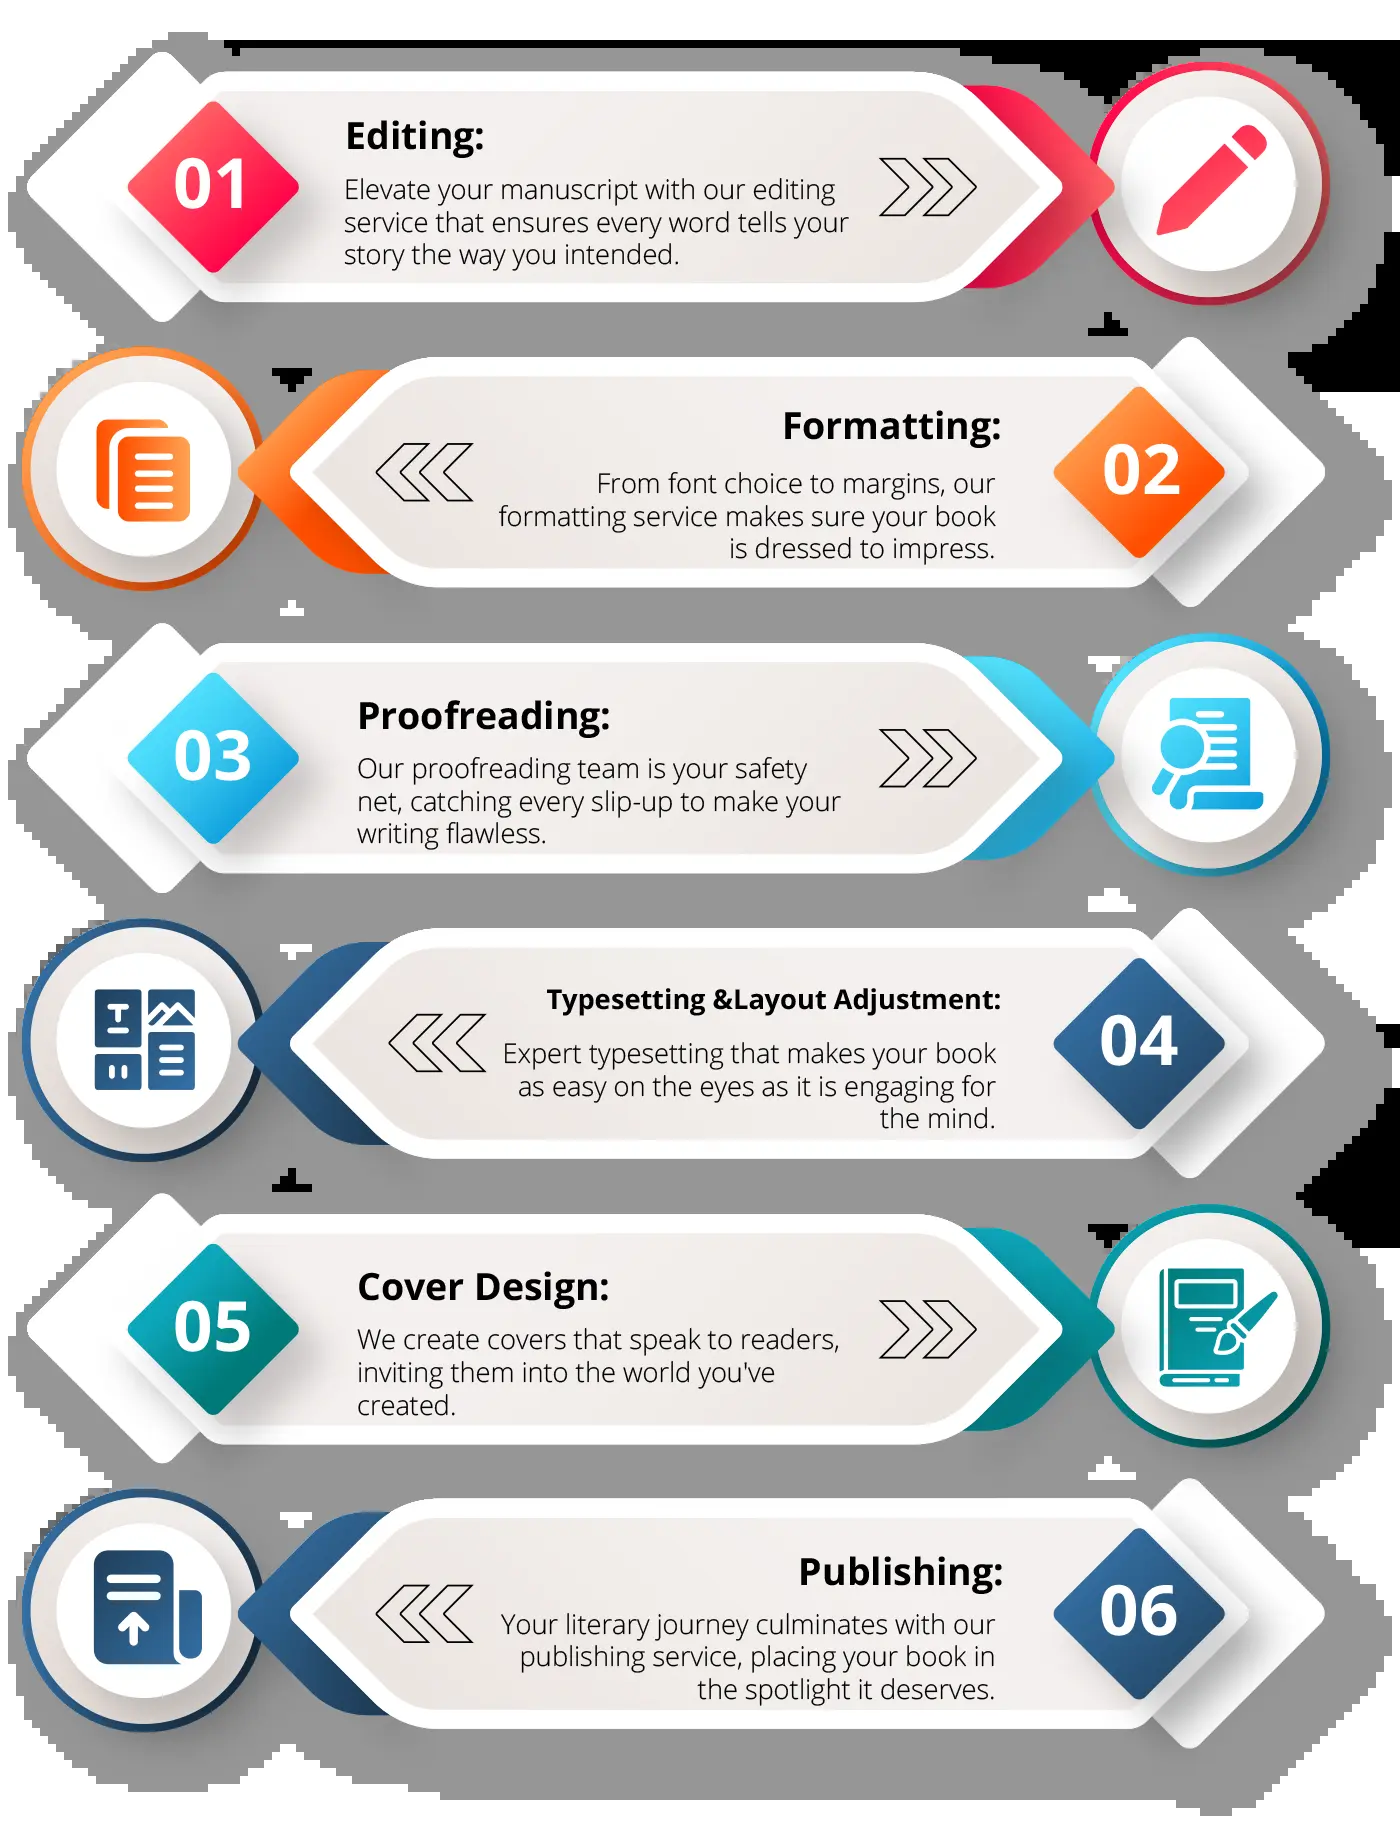 01
Editing:
Elevate your manuscript with our editing
service that ensures every word tells your
story the way you intended.
Formatting:
From font choice to margins, our
formatting service makes sure your book
is dressed to impress.
02
03
Proofreading:
Our proofreading team is your safety
net, catching every slip-up to make your
writing flawless.
Typesetting &Layout Adjustment:
Expert typesetting that makes your book
as easy on the eyes as it is engaging for
the mind.
04
05
Cover Design:
We create covers that speak to readers,
inviting them into the world you've
created.
Publishing:
Your literary journey culminates with our
publishing service, placing your book in
the spotlight it deserves.
06